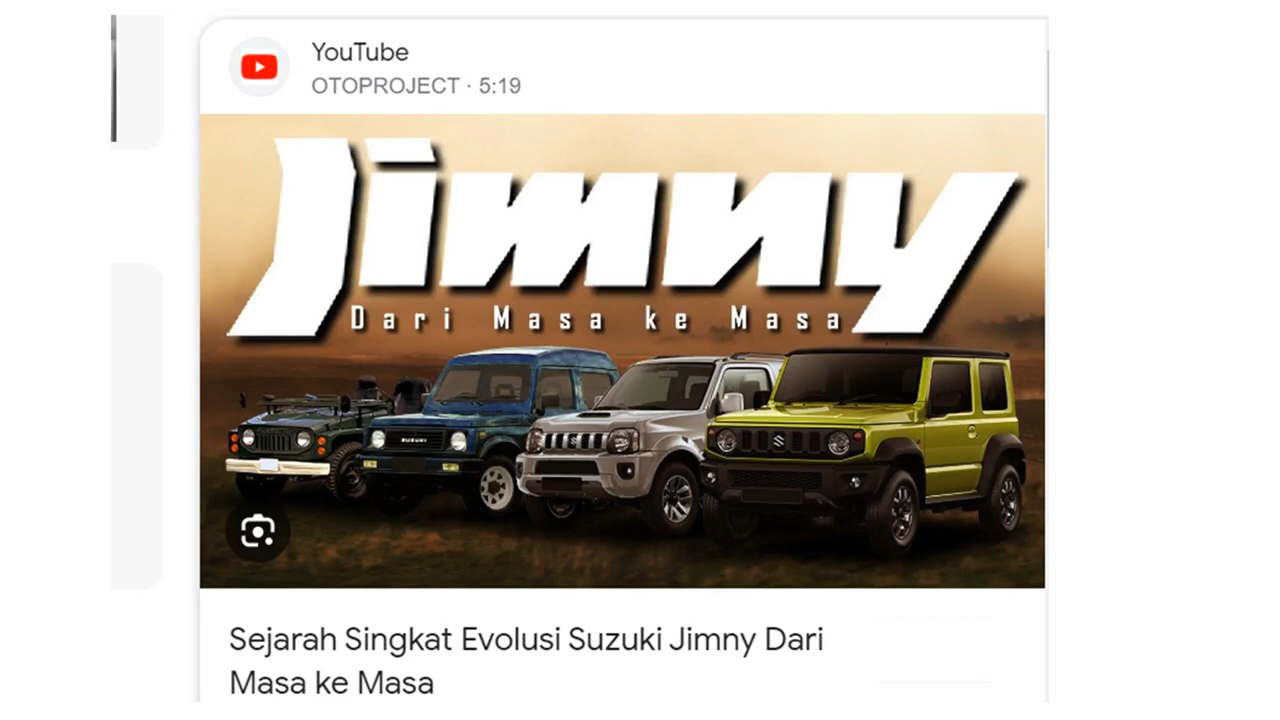 YouTube
OTOPROJECT · 5:19
Jimny
Dari Masa ke Masa
SUZUKI
Sejarah Singkat Evolusi Suzuki Jimny Dari
Masa ke Masa